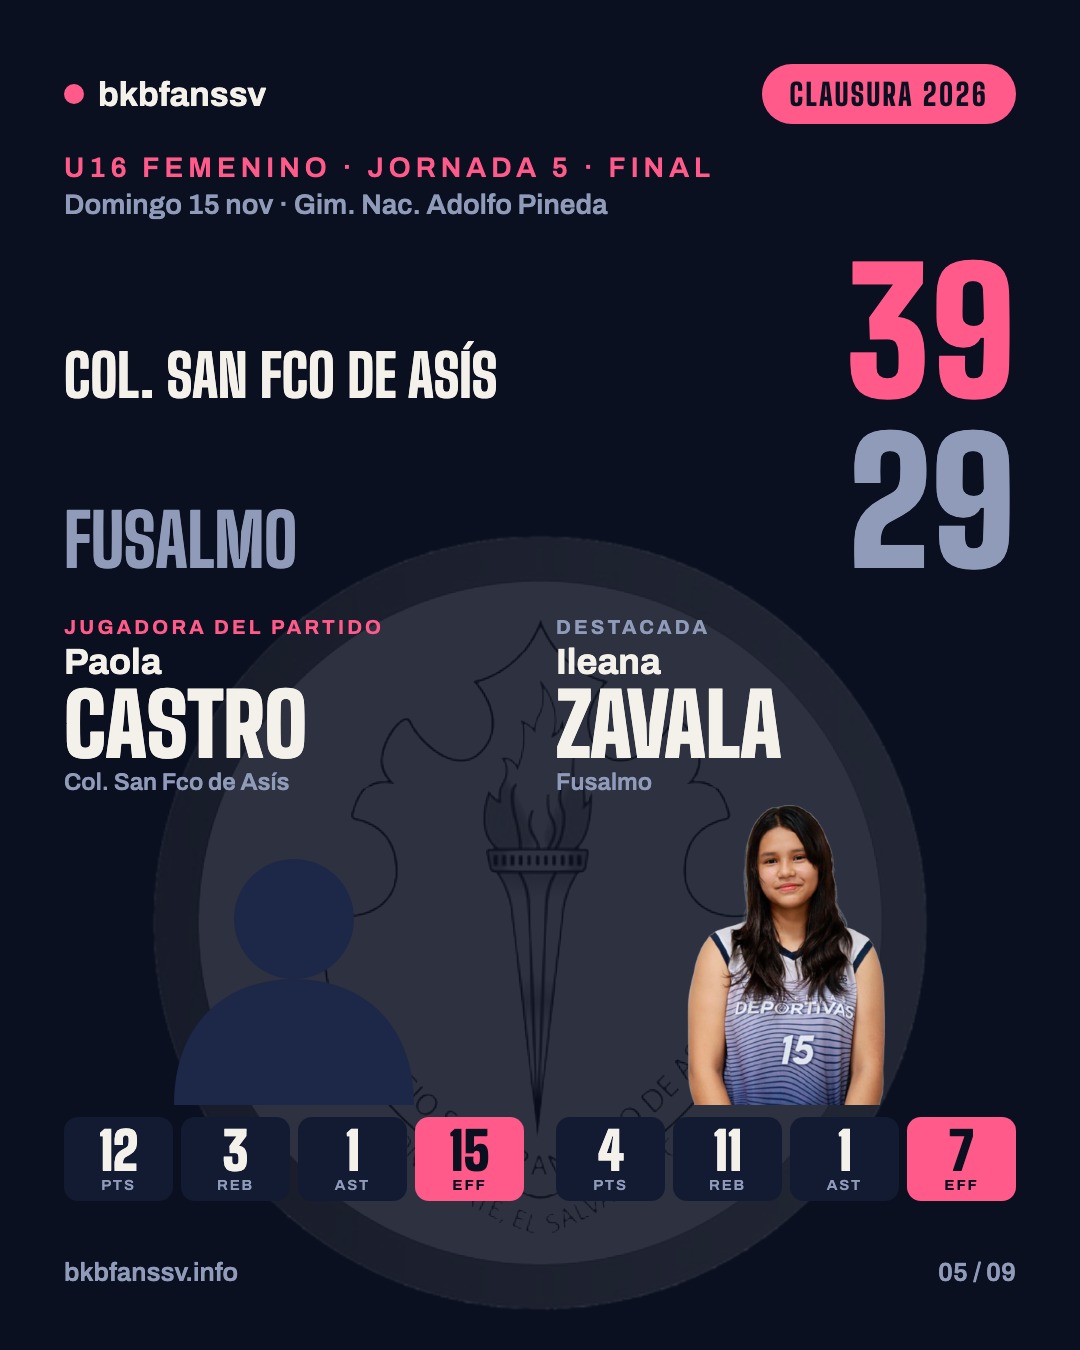 bkbfanssv
CLAUSURA 2026
U16 FEMENINO · JORNADA 5 · FINAL
Domingo 15 nov · Gim. Nac. Adolfo Pineda
COL. SAN FCO DE ASÍS
39
FUSALMO
29
JUGADORA DEL PARTIDO
Paola
CASTRO
Col. San Fco de Asís
DESTACADA
Ileana
ZAVALA
Fusalmo
DEPORTIVAS
15
12
PTS
3
REB
1
AST
15
EFF
4
PTS
11
REB
1
AST
7
EFF
bkbfanssv.info
05 / 09